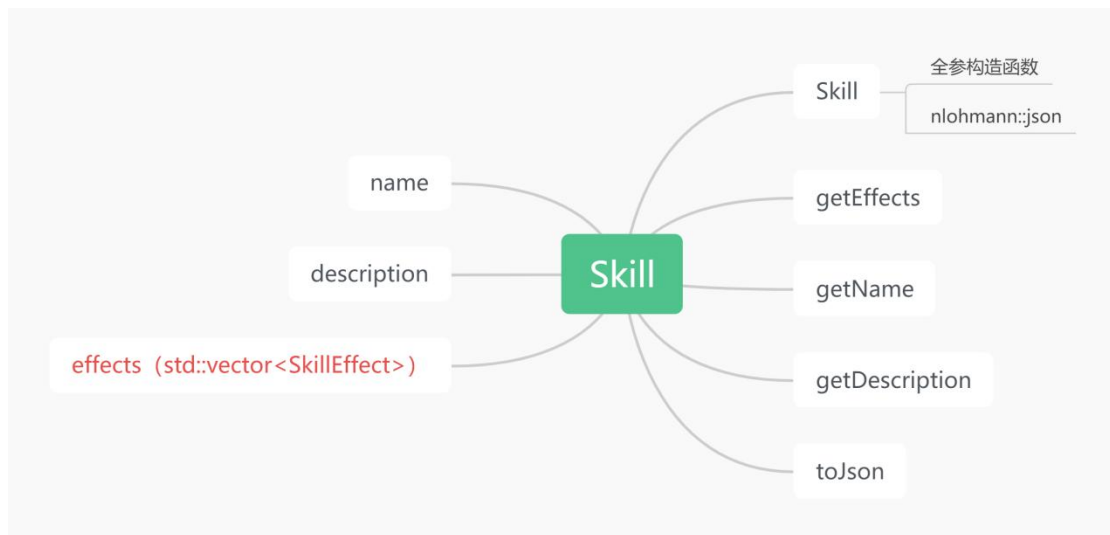 name
description
effects（std::vector<SkillEffect>）
Skill
Skill
全参构造函数
nlohmann::json
getEffects
getName
getDescription
toJson